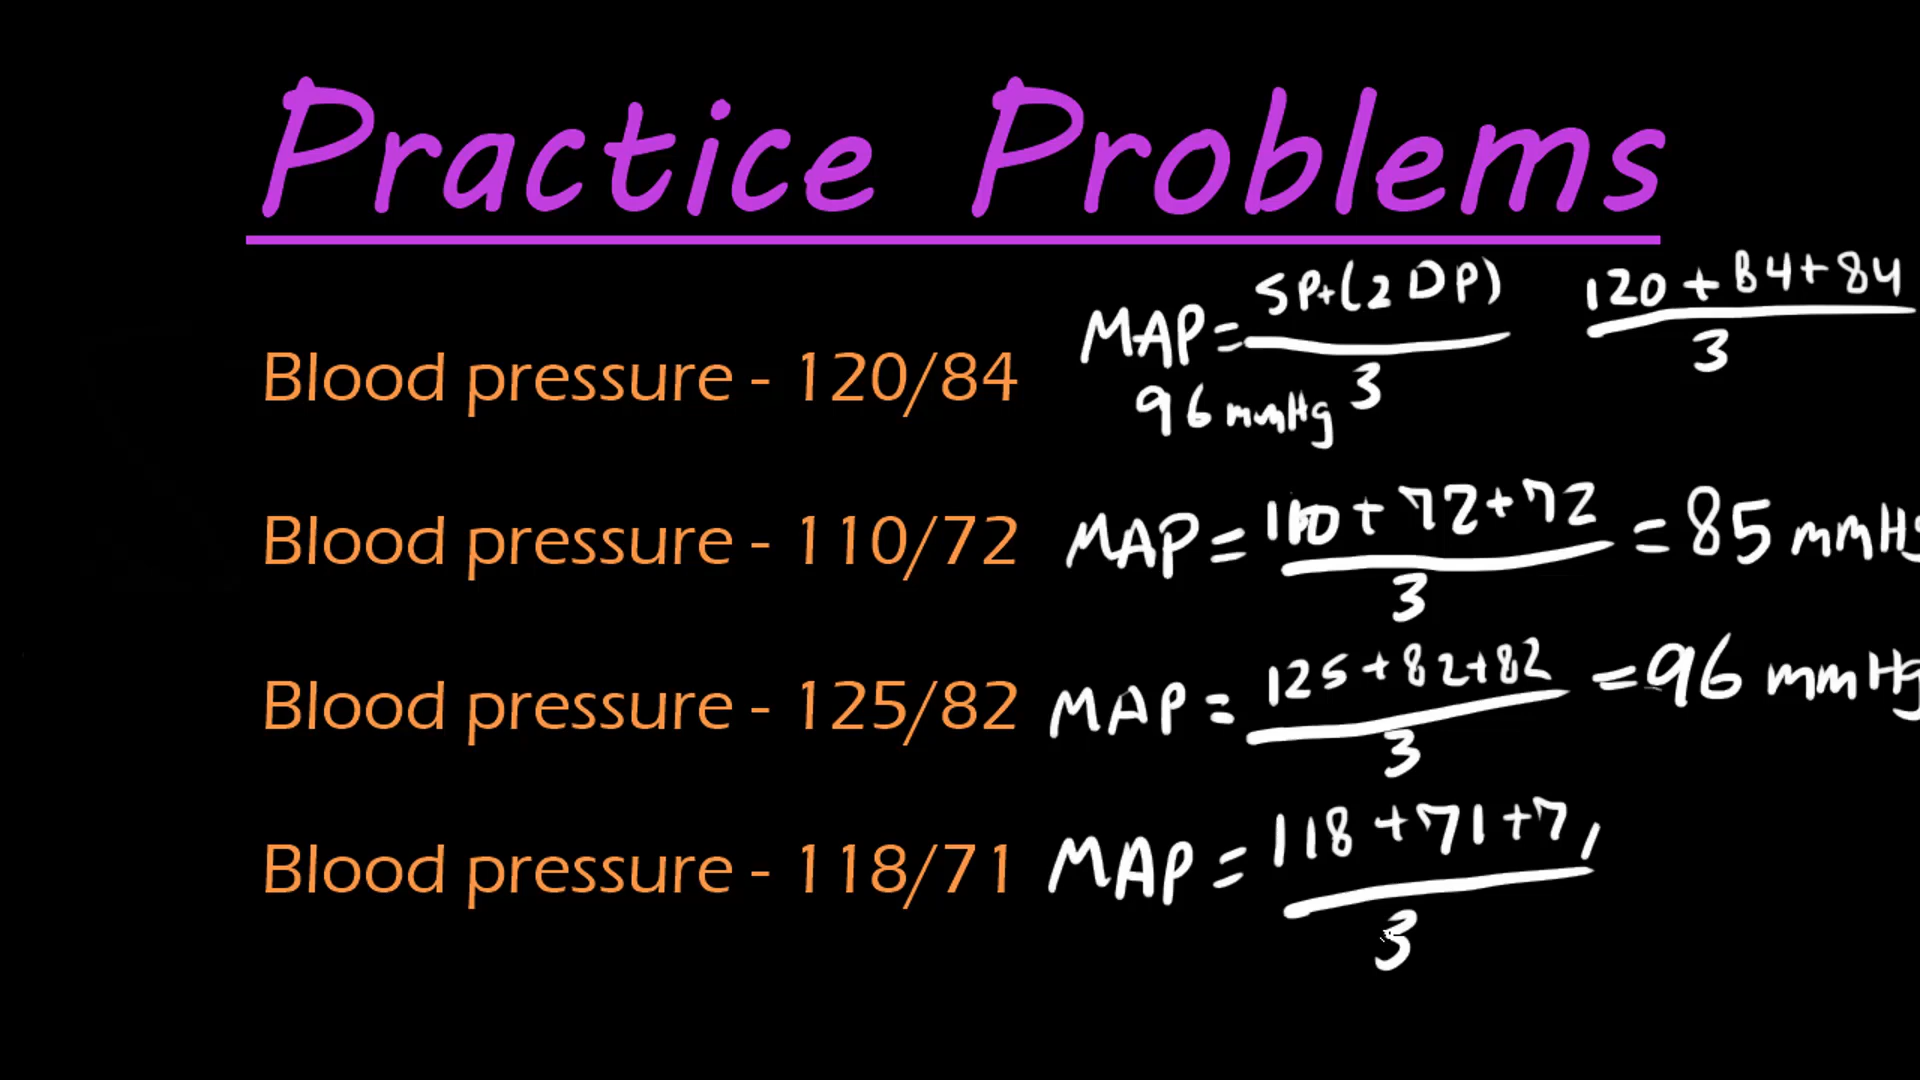 Practice Problems
SP+(2DP) 120+84+84
MAP= 3 3
Blood pressure - 120/84
96 mmHg
Blood pressure - 110/72 MAP = 110+72+72 = 85 mmHg
3
Blood pressure - 125/82 MAP = 125+82+82 = 96 mmHg
3
Blood pressure - 118/71 MAP = 118+71+71
3